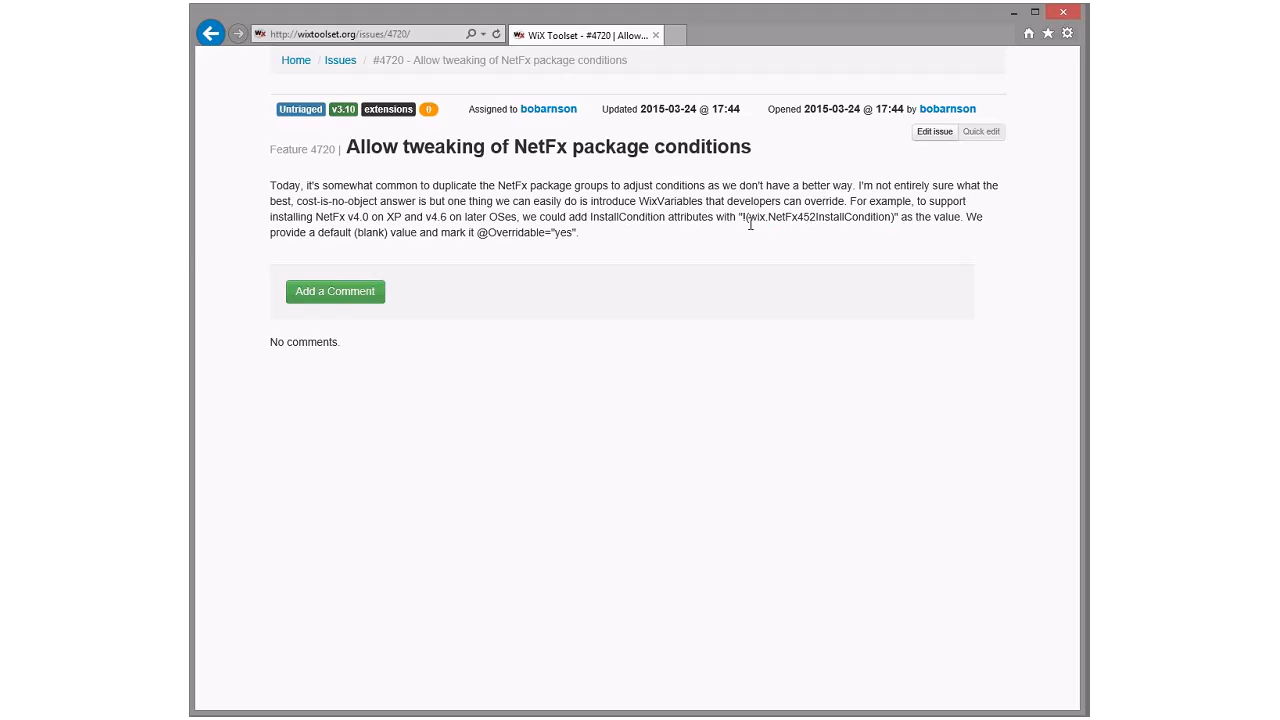 http://wixtoolset.org/issues/4720/
WiX Toolset - #4720 | Allow...
Home / Issues / #4720 - Allow tweaking of NetFx package conditions
Untriaged v3.10 extensions 0 Assigned to bobarnson Updated 2015-03-24 @ 17:44 Opened 2015-03-24 @ 17:44 by bobarnson
Edit issue Quick edit
Feature 4720 | Allow tweaking of NetFx package conditions
Today, it's somewhat common to duplicate the NetFx package groups to adjust conditions as we don't have a better way. I'm not entirely sure what the
best, cost-is-no-object answer is but one thing we can easily do is introduce WixVariables that developers can override. For example, to support
installing NetFx v4.0 on XP and v4.6 on later OSes, we could add InstallCondition attributes with "!(wix.NetFx452InstallCondition)" as the value. We
provide a default (blank) value and mark it @Overridable="yes".
Add a Comment
No comments.